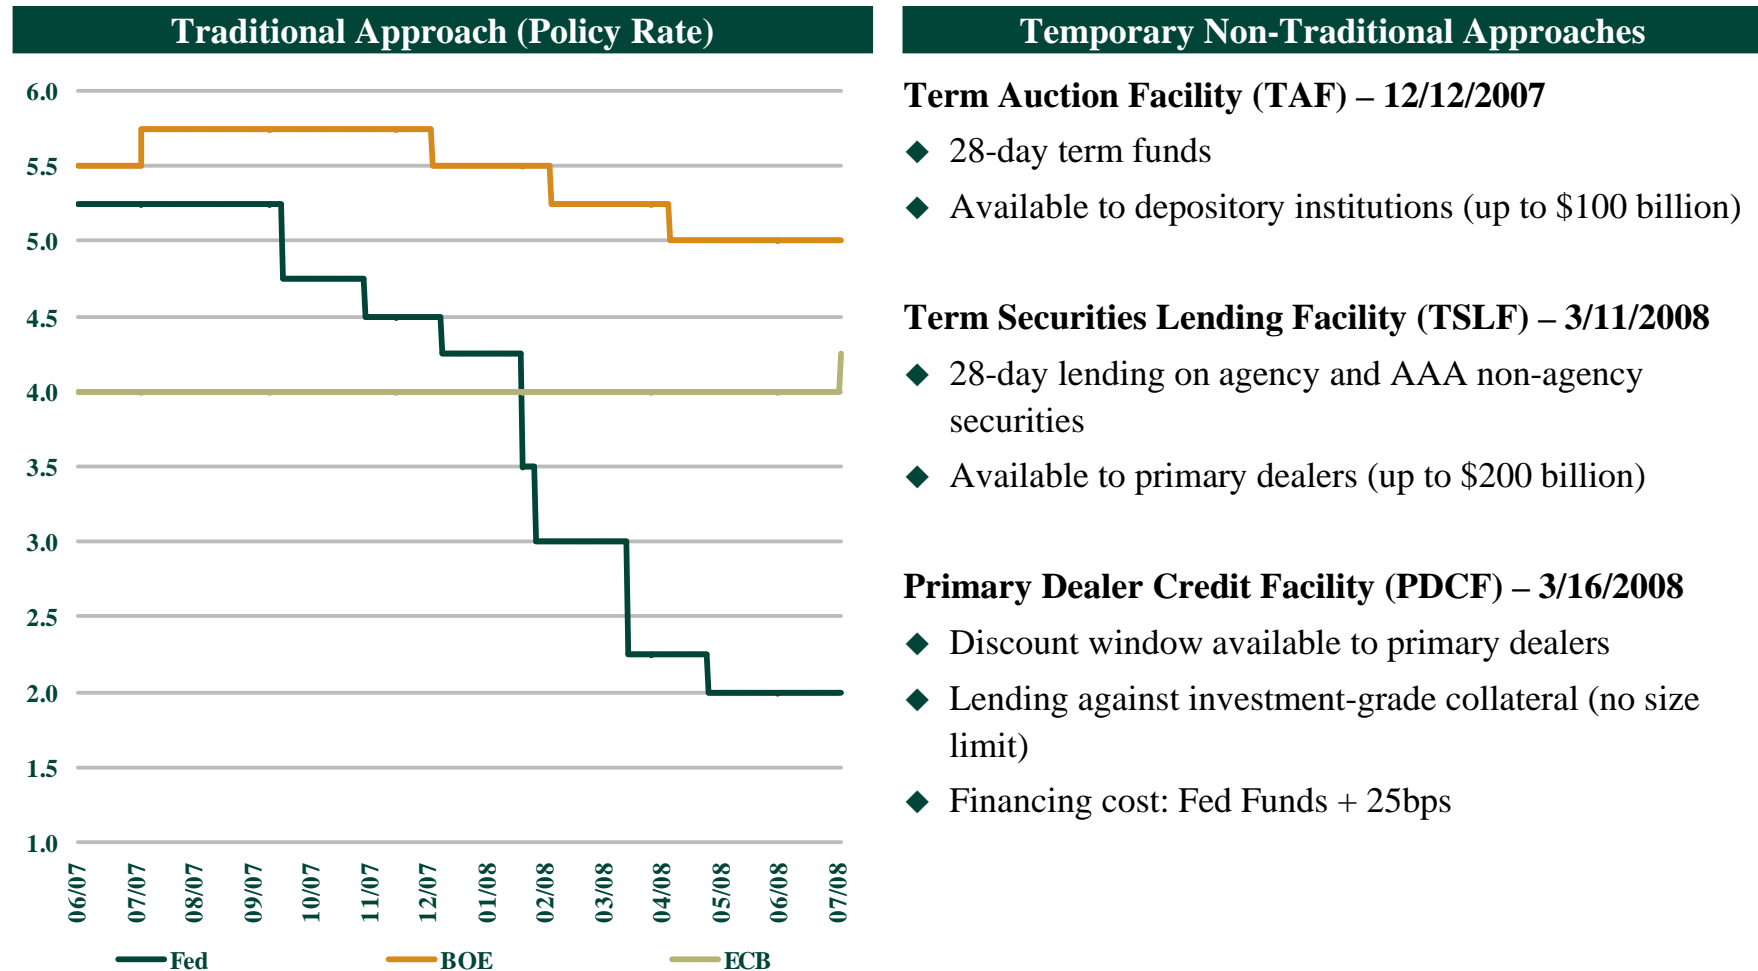 Traditional Approach (Policy Rate)
6.0
5.5
5.0
4.5
4.0
3.5
3.0
2.5
2.0
1.5
1.0
06/07
07/07
08/07
09/07
10/07
11/07
12/07
01/08
02/08
03/08
04/08
05/08
06/08
07/08
Fed
BOE
ECB
Temporary Non-Traditional Approaches
Term Auction Facility (TAF) – 12/12/2007
◆ 28-day term funds
◆ Available to depository institutions (up to $100 billion)
Term Securities Lending Facility (TSLF) – 3/11/2008
◆ 28-day lending on agency and AAA non-agency
securities
◆ Available to primary dealers (up to $200 billion)
Primary Dealer Credit Facility (PDCF) – 3/16/2008
◆ Discount window available to primary dealers
◆ Lending against investment-grade collateral (no size
limit)
◆ Financing cost: Fed Funds + 25bps